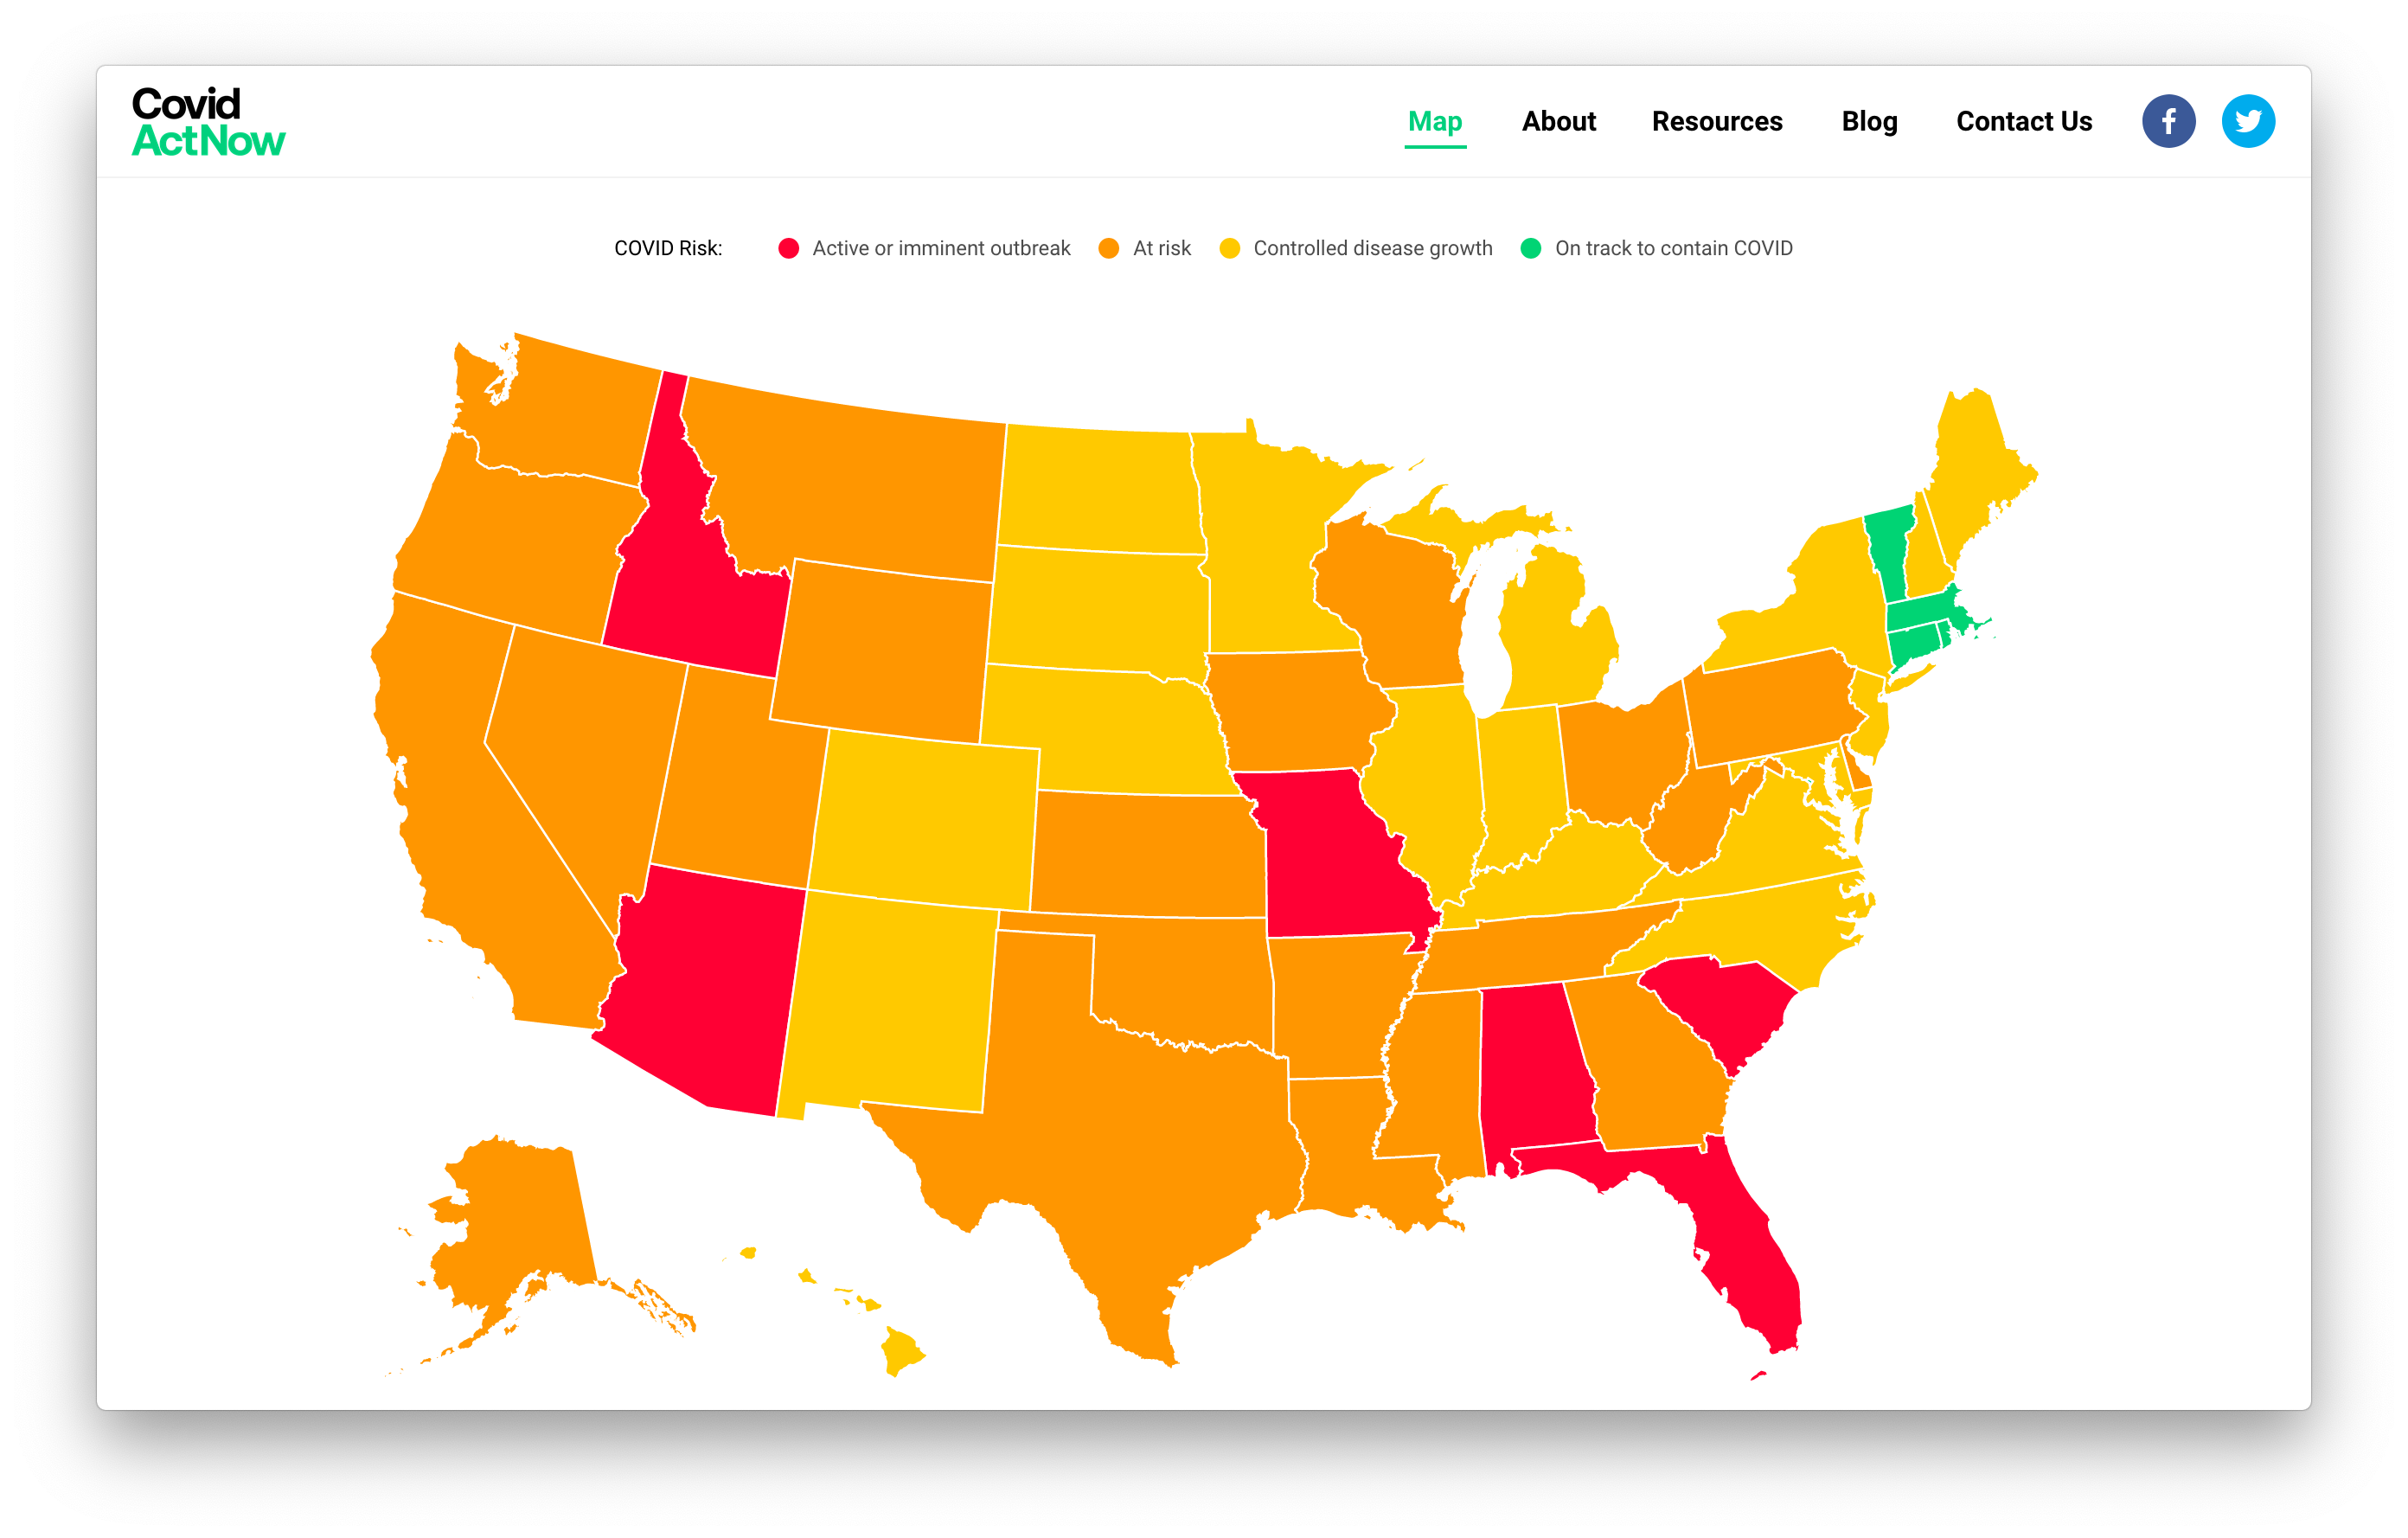 Covid
ActNow
Map About Resources Blog Contact Us
COVID Risk: Active or imminent outbreak At risk Controlled disease growth On track to contain COVID